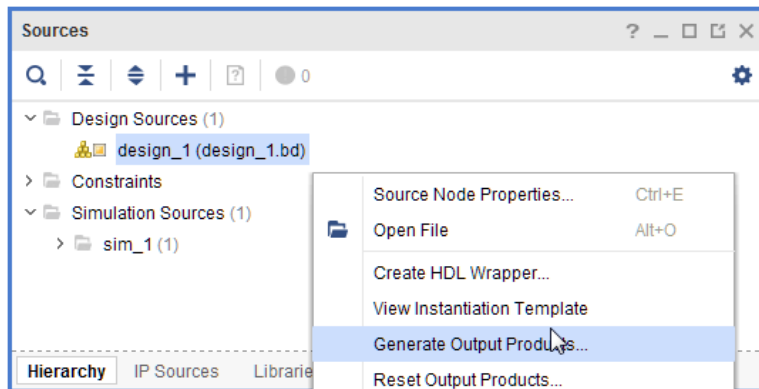 Sources
? 0
Design Sources (1)
design_1 (design_1.bd)
Constraints
Simulation Sources (1)
sim_1 (1)
Source Node Properties... Ctrl+E
Open File Alt+O
Create HDL Wrapper...
View Instantiation Template
Generate Output Products...
Reset Output Products...
Hierarchy IP Sources Librarie